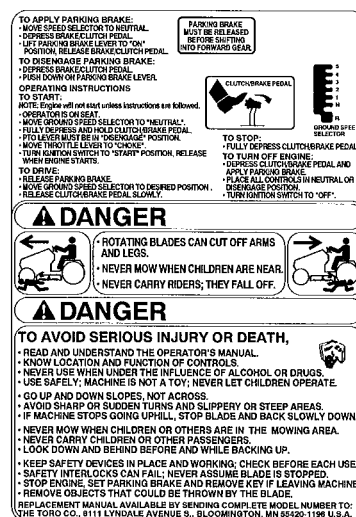 TO APPLY PARKING BRAKE:
• MOVE SPEED SELECTOR TO NEUTRAL.
• DEPRESS BRAKE/CLUTCH PEDAL.
• LIFT PARKING BRAKE LEVER TO "ON"
POSITION, RELEASE BRAKE/CLUTCH PEDAL.
PARKING BRAKE
MUST BE RELEASED
BEFORE SHIFTING
INTO FORWARD GEAR.
TO DISENGAGE PARKING BRAKE:
• DEPRESS BRAKE/CLUTCH PEDAL.
• PUSH DOWN ON PARKING BRAKE LEVER.
OPERATING INSTRUCTIONS
TO START:
NOTE: Engine will not start unless instructions are followed.
• OPERATOR IS ON SEAT.
• MOVE GROUND SPEED SELECTOR TO "NEUTRAL".
• FULLY DEPRESS AND HOLD CLUTCH/BRAKE PEDAL.
• PTO LEVER MUST BE IN "DISENGAGE" POSITION.
• MOVE THROTTLE LEVER TO "CHOKE".
• TURN IGNITION SWITCH TO "START" POSITION, RELEASE
WHEN ENGINE STARTS.
TO DRIVE:
• RELEASE PARKING BRAKE.
• MOVE GROUND SPEED SELECTOR TO DESIRED POSITION.
• RELEASE CLUTCH/BRAKE PEDAL SLOWLY.
CLUTCH/BRAKE PEDAL
5
4
3
2
1
N
R
GROUND SPEED
SELECTOR
TO STOP:
• FULLY DEPRESS CLUTCH/BRAKE PEDAL
TO TURN OFF ENGINE:
• DEPRESS CLUTCH/BRAKE PEDAL AND
APPLY PARKING BRAKE.
• PLACE ALL CONTROLS IN NEUTRAL OR
DISENGAGE POSITION.
• TURN IGNITION SWITCH TO "OFF".
DANGER
• ROTATING BLADES CAN CUT OFF ARMS
AND LEGS.
• NEVER MOW WHEN CHILDREN ARE NEAR.
• NEVER CARRY RIDERS; THEY FALL OFF.
DANGER
TO AVOID SERIOUS INJURY OR DEATH,
• READ AND UNDERSTAND THE OPERATOR'S MANUAL.
• KNOW LOCATION AND FUNCTION OF CONTROLS.
• NEVER USE WHEN UNDER THE INFLUENCE OF ALCOHOL OR DRUGS.
• USE SAFELY; MACHINE IS NOT A TOY; NEVER LET CHILDREN OPERATE.
• GO UP AND DOWN SLOPES, NOT ACROSS.
• AVOID SHARP OR SUDDEN TURNS AND SLIPPERY OR STEEP AREAS.
• IF MACHINE STOPS GOING UPHILL, STOP BLADE AND BACK SLOWLY DOWN.
• NEVER MOW WHEN CHILDREN OR OTHERS ARE IN THE MOWING AREA.
• NEVER CARRY CHILDREN OR OTHER PASSENGERS.
• LOOK DOWN AND BEHIND BEFORE AND WHILE BACKING UP.
• KEEP SAFETY DEVICES IN PLACE AND WORKING; CHECK BEFORE EACH USE.
• SAFETY INTERLOCKS CAN FAIL; NEVER ASSUME BLADE IS STOPPED.
• STOP ENGINE, SET PARKING BRAKE AND REMOVE KEY IF LEAVING MACHINE.
• REMOVE OBJECTS THAT COULD BE THROWN BY THE BLADE.
REPLACEMENT MANUAL AVAILABLE BY SENDING COMPLETE MODEL NUMBER TO:
THE TORO CO., 8111 LYNDALE AVENUE S., BLOOMINGTON, MN 55420-1196 U.S.A.